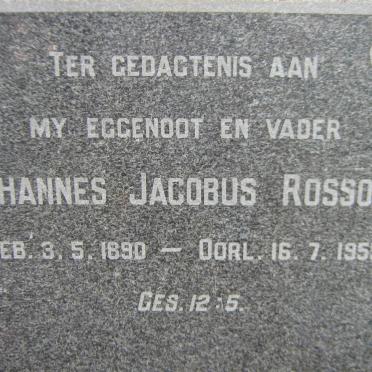 TER GEDAGTENIS AAN
MY EGGENOOT EN VADER
HANNES JACOBUS ROSSO
EB. 3. 5. 1890 — OORL. 16. 7. 195
GES. 12:5.